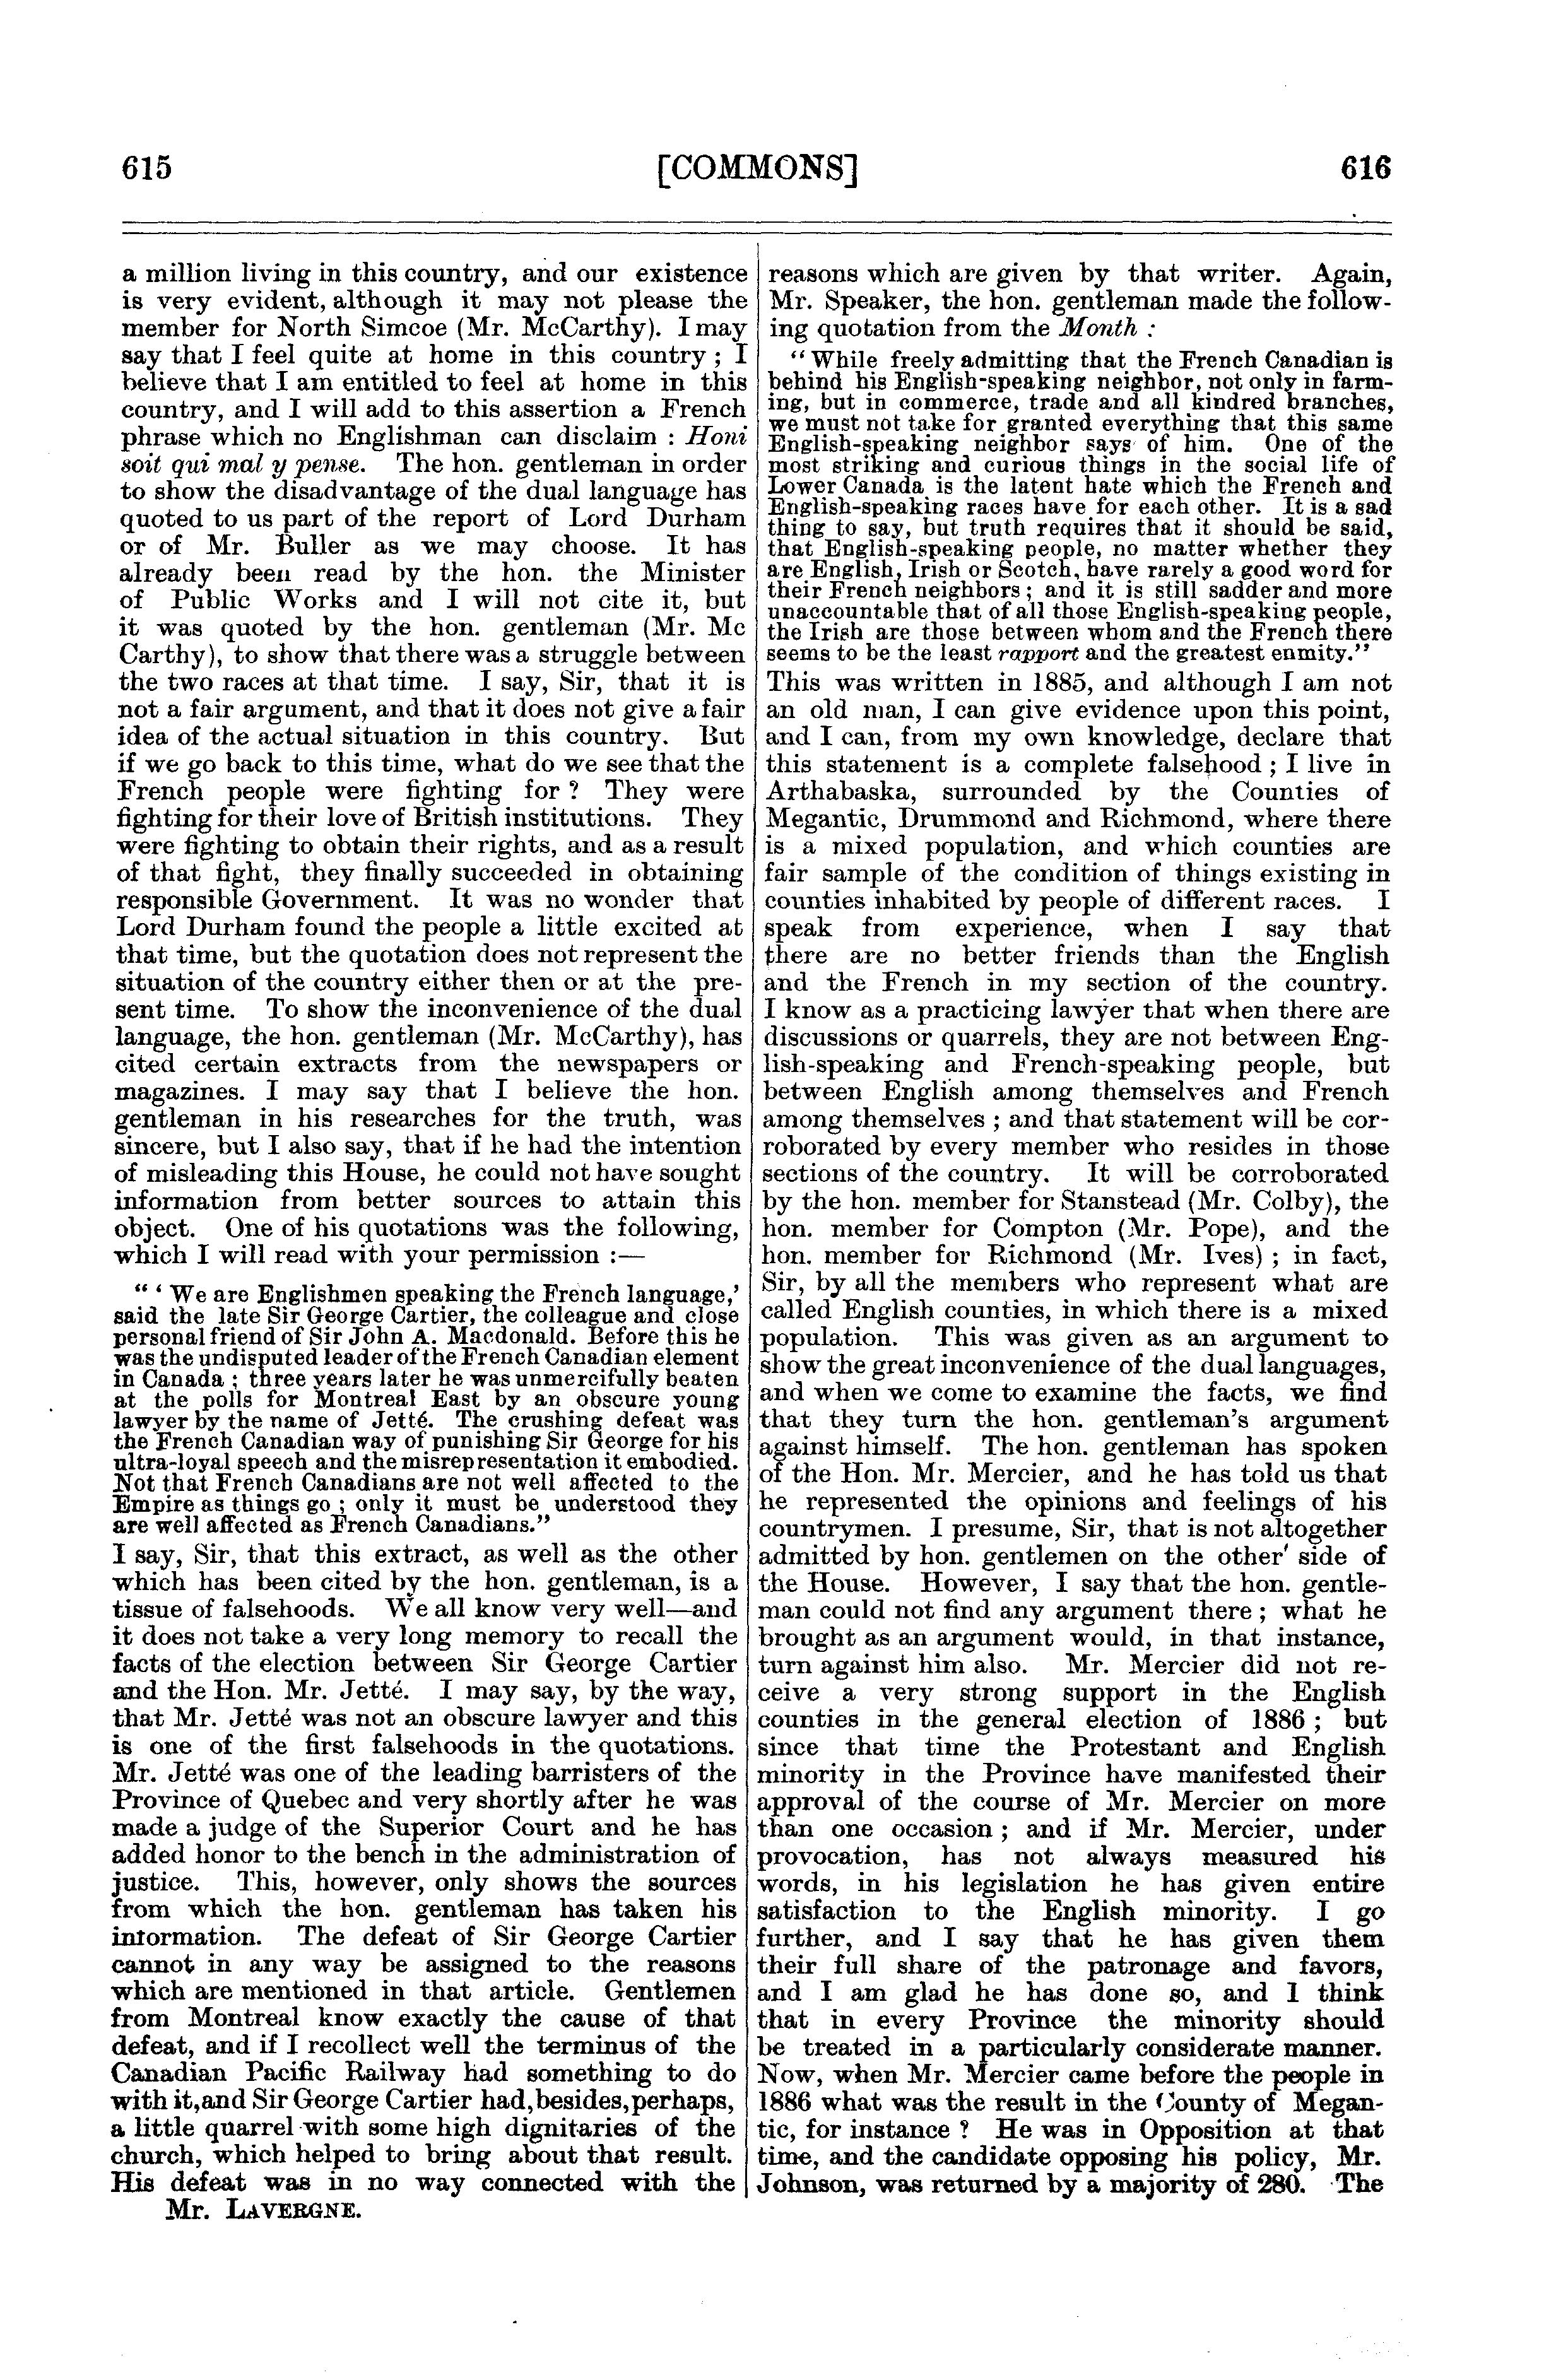 615
[COMMONS]
616
a million living in this country, and our existence
is very evident, although it may not please the
member for North Simcoe (Mr. McCarthy). I may
say that I feel quite at home in this country ; I
believe that I am entitled to feel at home in this
country, and I will add to this assertion a French
phrase which no Englishman can disclaim : Honi
soit qui mal y pense. The hon. gentleman in order
to show the disadvantage of the dual language has
quoted to us part of the report of Lord Durham
or of Mr. Buller as we may choose. It has
already been read by the hon. the Minister
of Public Works and I will not cite it, but
it was quoted by the hon. gentleman (Mr. Mc
Carthy), to show that there was a struggle between
the two races at that time. I say, Sir, that it is
not a fair argument, and that it does not give a fair
idea of the actual situation in this country. But
if we go back to this time, what do we see that the
French people were fighting for ? They were
fighting for their love of British institutions. They
were fighting to obtain their rights, and as a result
of that fight, they finally succeeded in obtaining
responsible Government. It was no wonder that
Lord Durham found the people a little excited at
that time, but the quotation does not represent the
situation of the country either then or at the pre-
sent time. To show the inconvenience of the dual
language, the hon. gentleman (Mr. McCarthy), has
cited certain extracts from the newspapers or
magazines. I may say that I believe the hon.
gentleman in his researches for the truth, was
sincere, but I also say, that if he had the intention
of misleading this House, he could not have sought
information from better sources to attain this
object. One of his quotations was the following,
which I will read with your permission :—
" ' We are Englishmen speaking the French language,'
said the late Sir George Cartier, the colleague and close
personal friend of Sir John A. Macdonald. Before this he
was the undisputed leader of the French Canadian element
in Canada ; three years later he was unmercifully beaten
at the polls for Montreal East by an obscure young
lawyer by the name of Jetté. The crushing defeat was
the French Canadian way of punishing Sir George for his
ultra-loyal speech and the misrepresentation it embodied.
Not that French Canadians are not well affected to the
Empire as things go ; only it must be understood they
are well affected as French Canadians."
I say, Sir, that this extract, as well as the other
which has been cited by the hon. gentleman, is a
tissue of falsehoods. We all know very well—and
it does not take a very long memory to recall the
facts of the election between Sir George Cartier
and the Hon. Mr. Jetté. I may say, by the way,
that Mr. Jetté was not an obscure lawyer and this
is one of the first falsehoods in the quotations.
Mr. Jetté was one of the leading barristers of the
Province of Quebec and very shortly after he was
made a judge of the Superior Court and he has
added honor to the bench in the administration of
justice. This, however, only shows the sources
from which the hon. gentleman has taken his
information. The defeat of Sir George Cartier
cannot in any way be assigned to the reasons
which are mentioned in that article. Gentlemen
from Montreal know exactly the cause of that
defeat, and if I recollect well the terminus of the
Canadian Pacific Railway had something to do
with it, and Sir George Cartier had, besides, perhaps,
a little quarrel with some high dignitaries of the
church, which helped to bring about that result.
His defeat was in no way connected with the
Mr. LAVERGNE.
reasons which are given by that writer. Again,
Mr. Speaker, the hon. gentleman made the follow-
ing quotation from the Month :
" While freely admitting that the French Canadian is
behind his English-speaking neighbor, not only in farm-
ing, but in commerce, trade and all kindred branches,
we must not take for granted everything that this same
English-speaking neighbor says of him. One of the
most striking and curious things in the social life of
Lower Canada is the latent hate which the French and
English-speaking races have for each other. It is a sad
thing to say, but truth requires that it should be said,
that English-speaking people, no matter whether they
are English, Irish or Scotch, have rarely a good word for
their French neighbors ; and it is still sadder and more
unaccountable that of all those English-speaking people,
the Irish are those between whom and the French there
seems to be the least rapport and the greatest enmity."
This was written in 1885, and although I am not
an old man, I can give evidence upon this point,
and I can, from my own knowledge, declare that
this statement is a complete falsehood ; I live in
Arthabaska, surrounded by the Counties of
Megantic, Drummond and Richmond, where there
is a mixed population, and which counties are
fair sample of the condition of things existing in
counties inhabited by people of different races. I
speak from experience, when I say that
there are no better friends than the English
and the French in my section of the country.
I know as a practicing lawyer that when there are
discussions or quarrels, they are not between Eng-
lish-speaking and French-speaking people, but
between English among themselves and French
among themselves ; and that statement will be cor-
roborated by every member who resides in those
sections of the country. It will be corroborated
by the hon. member for Stanstead (Mr. Colby), the
hon. member for Compton (Mr. Pope), and the
hon. member for Richmond (Mr. Ives) ; in fact,
Sir, by all the members who represent what are
called English counties, in which there is a mixed
population. This was given as an argument to
show the great inconvenience of the dual languages,
and when we come to examine the facts, we find
that they turn the hon. gentleman's argument
against himself. The hon. gentleman has spoken
of the Hon. Mr. Mercier, and he has told us that
he represented the opinions and feelings of his
countrymen. I presume, Sir, that is not altogether
admitted by hon. gentlemen on the other side of
the House. However, I say that the hon. gentle-
man could not find any argument there ; what he
brought as an argument would, in that instance,
turn against him also. Mr. Mercier did not re-
ceive a very strong support in the English
counties in the general election of 1886 ; but
since that time the Protestant and English
minority in the Province have manifested their
approval of the course of Mr. Mercier on more
than one occasion ; and if Mr. Mercier, under
provocation, has not always measured his
words, in his legislation he has given entire
satisfaction to the English minority. I go
further, and I say that he has given them
their full share of the patronage and favors,
and I am glad he has done so, and I think
that in every Province the minority should
be treated in a particularly considerate manner.
Now, when Mr. Mercier came before the people in
1886 what was the result in the County of Megan-
tic, for instance ? He was in Opposition at that
time, and the candidate opposing his policy, Mr.
Johnson, was returned by a majority of 280. The